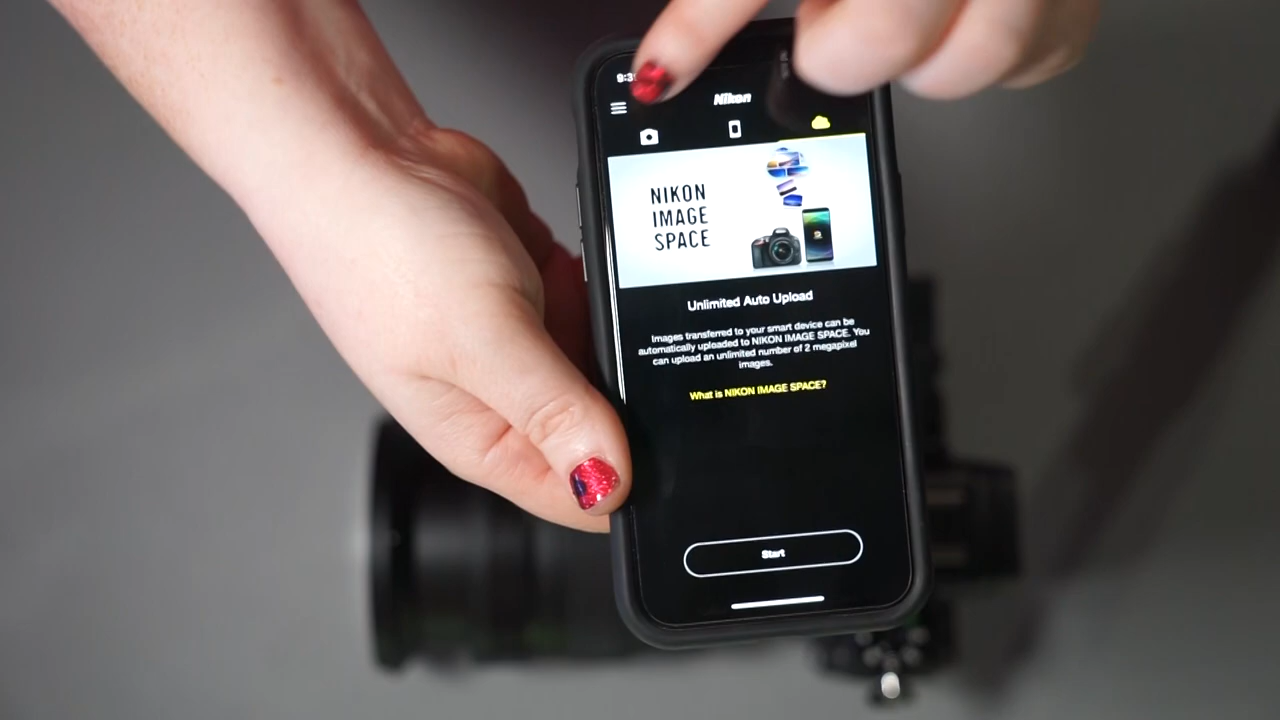 Nikon
NIKON
IMAGE
SPACE
Unlimited Auto Upload
Images transferred to your smart device can be
automatically uploaded to NIKON IMAGE SPACE. You
can upload an unlimited number of 2 megapixel
images.
What is NIKON IMAGE SPACE?
Start